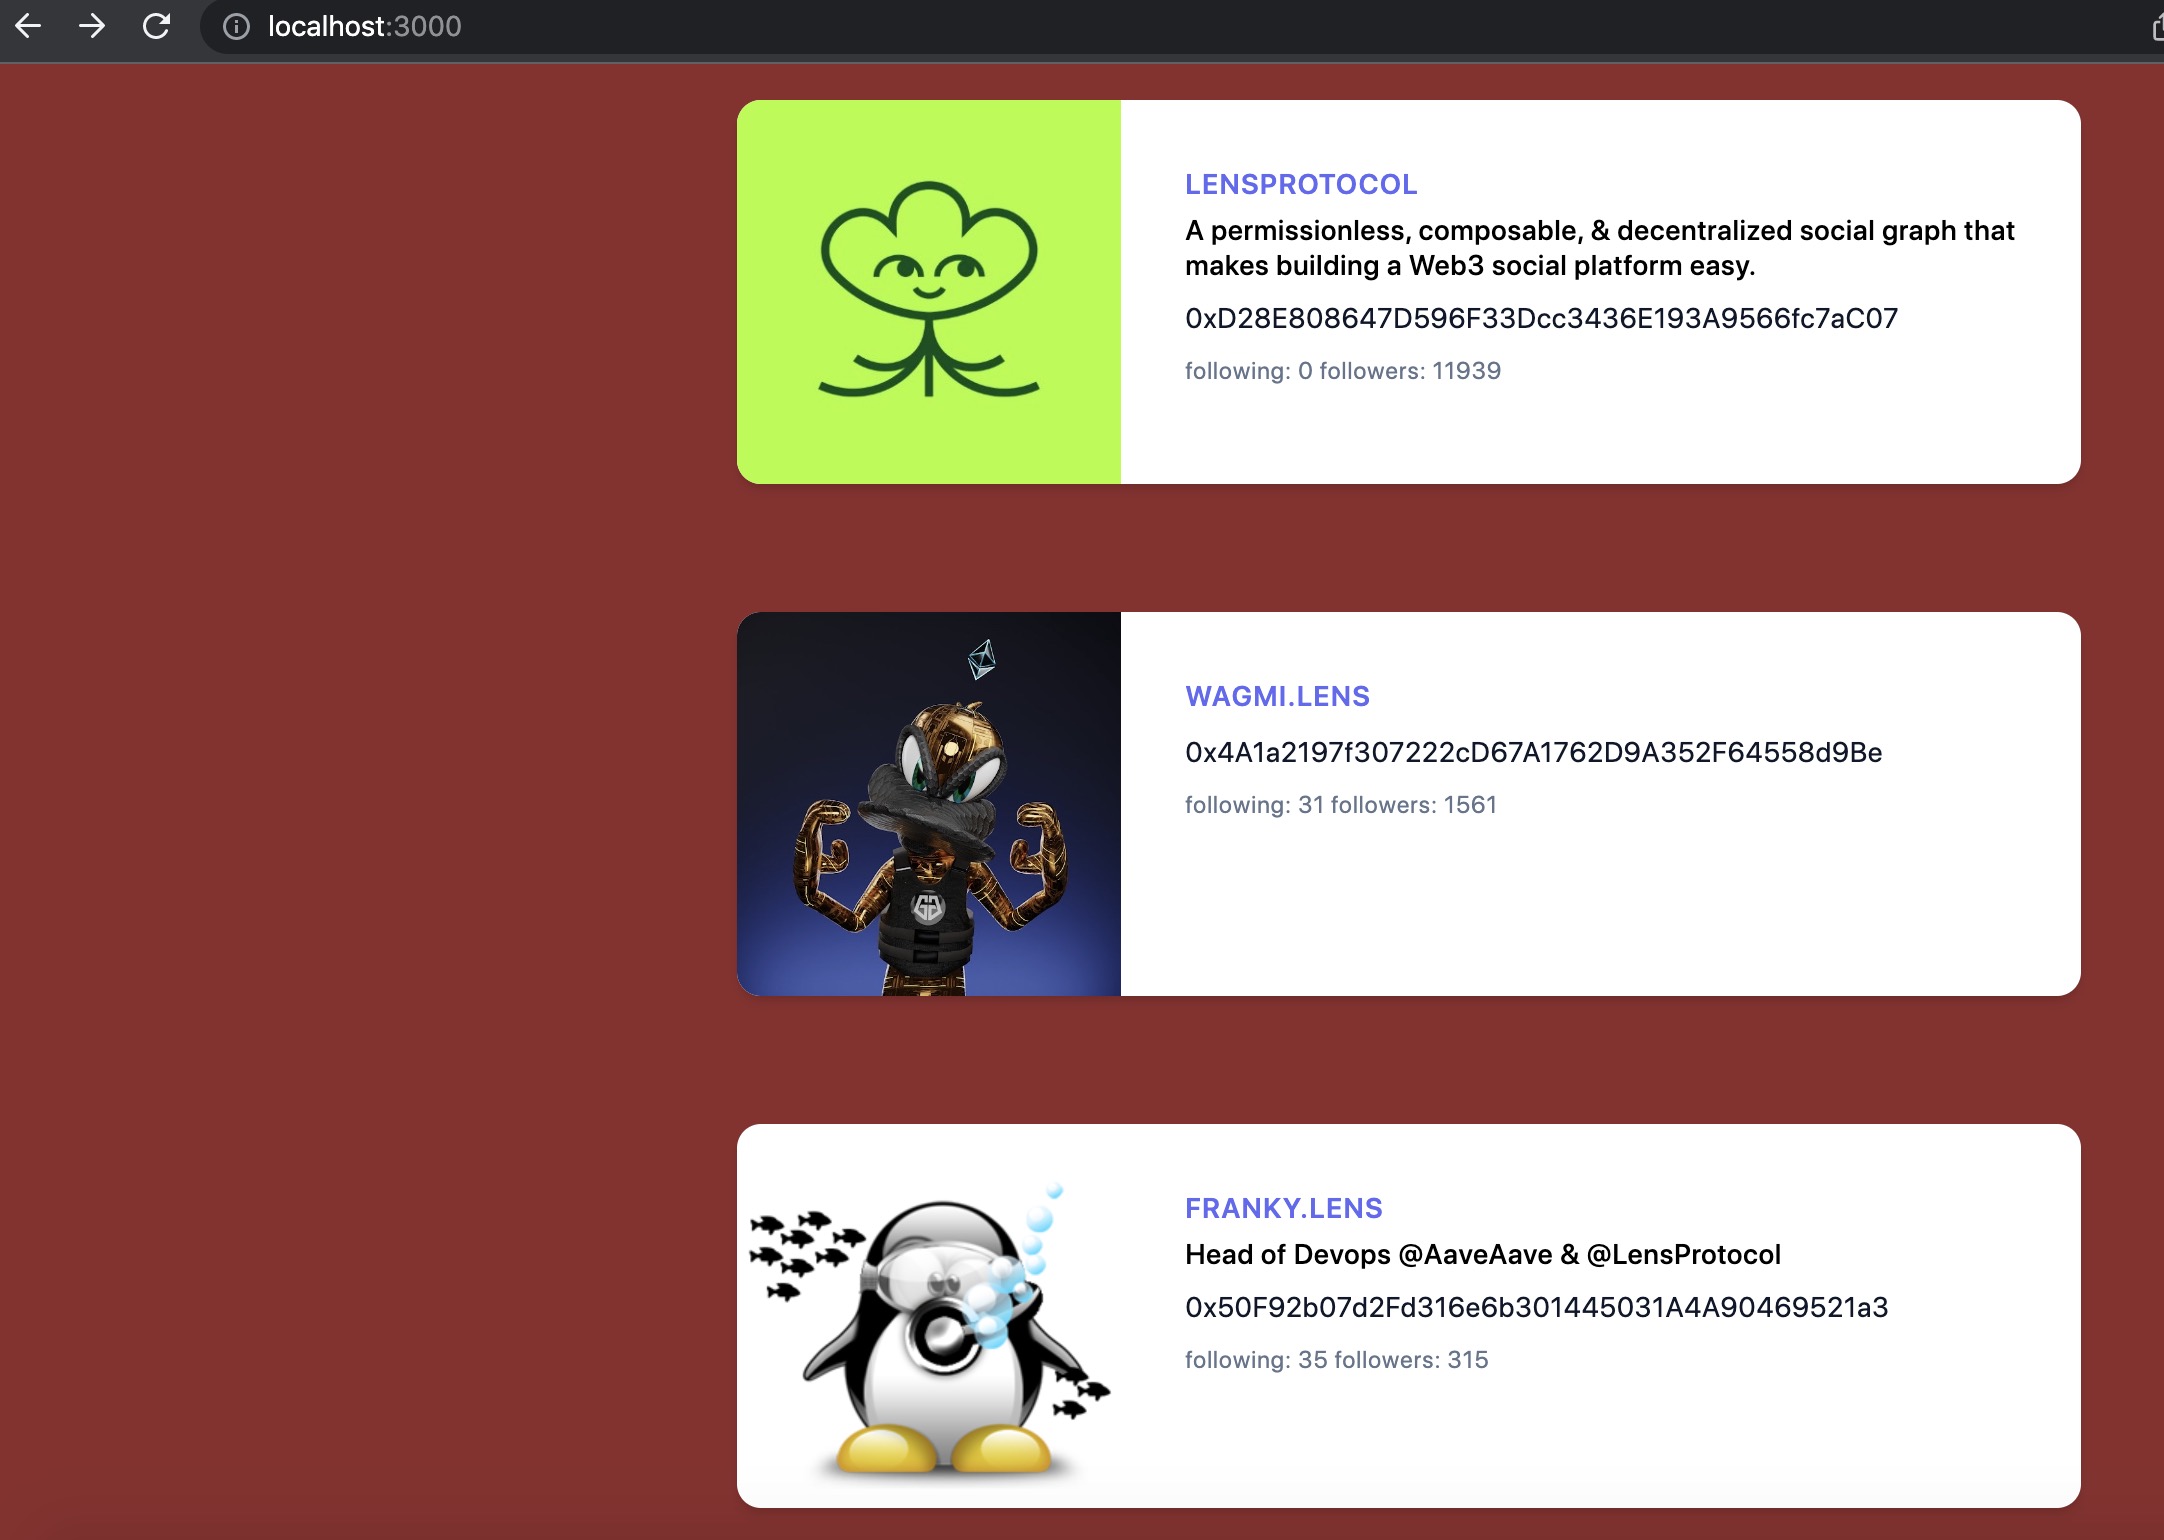 localhost:3000
LENSPROTOCOL
A permissionless, composable, & decentralized social graph that
makes building a Web3 social platform easy.
0xD28E808647D596F33Dcc3436E193A9566fc7aC07
following: 0 followers: 11939
WAGMI.LENS
0x4A1a2197f307222cD67A1762D9A352F64558d9Be
following: 31 followers: 1561
FRANKY.LENS
Head of Devops @AaveAave & @LensProtocol
0x50F92b07d2Fd316e6b301445031A4A90469521a3
following: 35 followers: 315